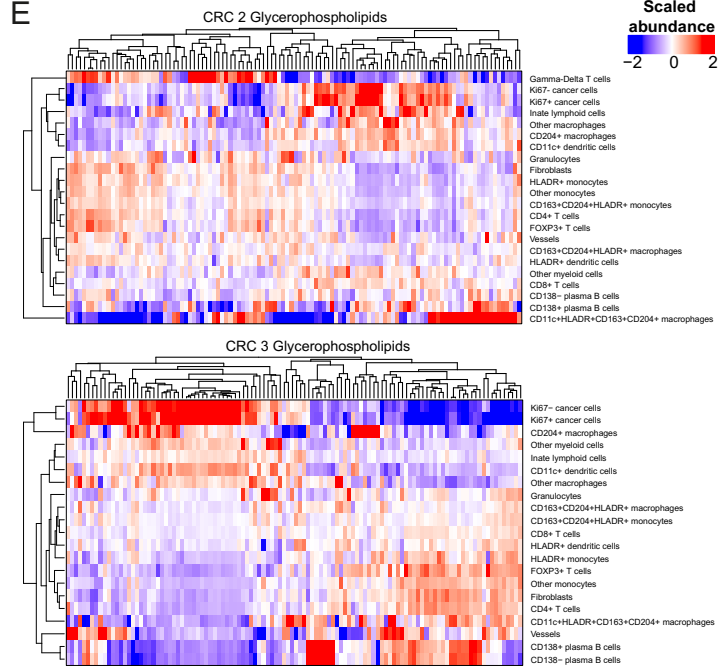 E
CRC 2 Glycerophospholipids
Scaled
abundance
−2 0 2
Gamma-Delta T cells
Ki67- cancer cells
Ki67+ cancer cells
Inate lymphoid cells
Other macrophages
CD204+ macrophages
CD11c+ dendritic cells
Granulocytes
Fibroblasts
HLADR+ monocytes
Other monocytes
CD163+CD204+HLADR+ monocytes
CD4+ T cells
FOXP3+ T cells
Vessels
CD163+CD204+HLADR+ macrophages
HLADR+ dendritic cells
Other myeloid cells
CD8+ T cells
CD138− plasma B cells
CD138+ plasma B cells
CD11c+HLADR+CD163+CD204+ macrophages
CRC 3 Glycerophospholipids
Ki67− cancer cells
Ki67+ cancer cells
CD204+ macrophages
Other myeloid cells
Inate lymphoid cells
CD11c+ dendritic cells
Other macrophages
Granulocytes
CD163+CD204+HLADR+ macrophages
CD163+CD204+HLADR+ monocytes
CD8+ T cells
HLADR+ dendritic cells
HLADR+ monocytes
FOXP3+ T cells
Other monocytes
Fibroblasts
CD4+ T cells
CD11c+HLADR+CD163+CD204+ macrophages
Vessels
CD138+ plasma B cells
CD138− plasma B cells